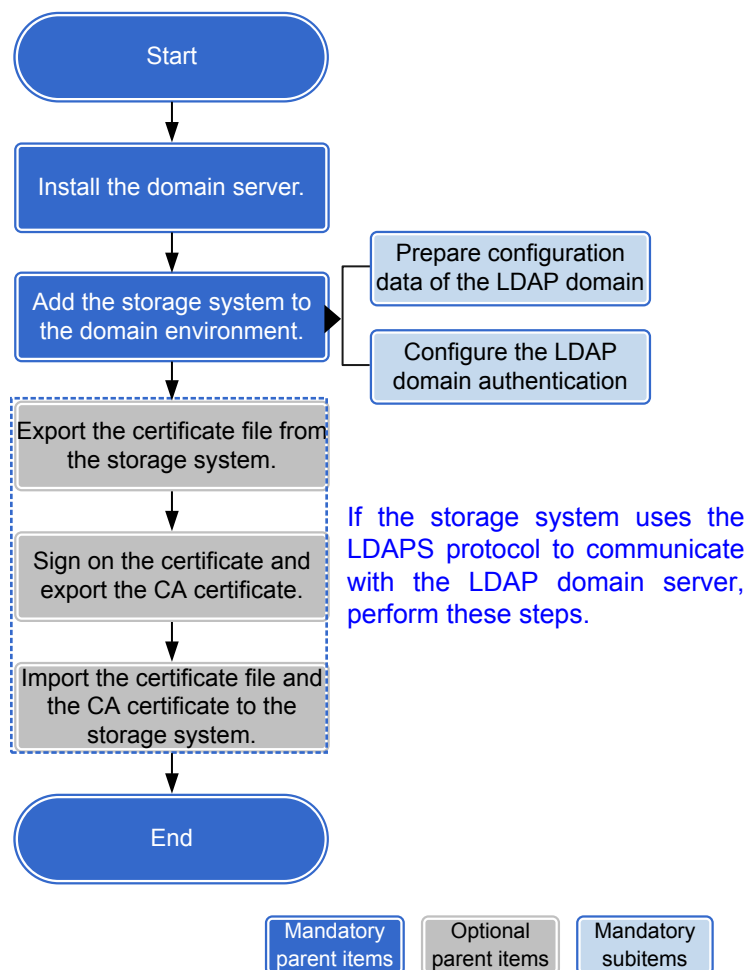 Start
Install the domain server.
Add the storage system to
the domain environment.
Prepare configuration
data of the LDAP domain
Configure the LDAP
domain authentication
Export the certificate file from
the storage system.
Sign on the certificate and
export the CA certificate.
Import the certificate file and
the CA certificate to the
storage system.
If the storage system uses the
LDAPS protocol to communicate
with the LDAP domain server,
perform these steps.
End
Mandatory
parent items
Optional
parent items
Mandatory
subitems